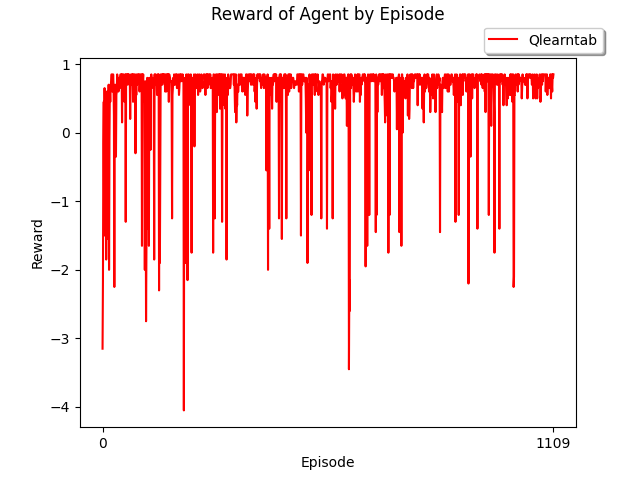 Reward of Agent by Episode
Qlearntab
1
0
−1
−2
−3
−4
Reward
0
1109
Episode